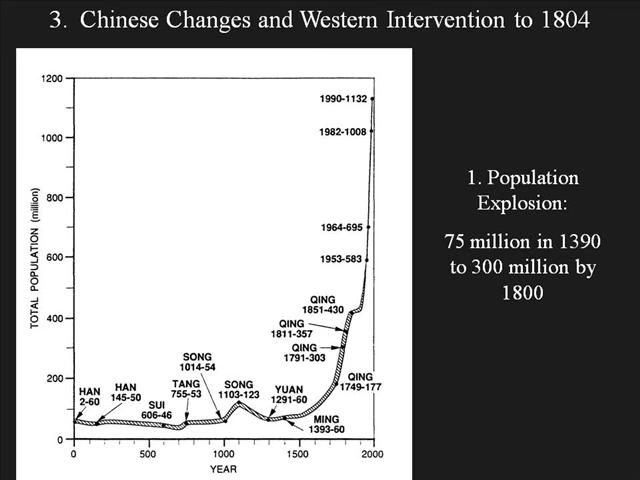 3. Chinese Changes and Western Intervention to 1804
1200
1000
800
600
400
200
0
TOTAL POPULATION (million)
0
500
1000
1500
2000
YEAR
1990-1132
1982-1008
1964-695
1953-583
QING
1851-430
QING
1811-357
QING
1791-303
QING
1749-177
HAN
2-60
HAN
145-50
SUI
606-46
TANG
755-53
SONG
1014-54
SONG
1103-123
YUAN
1291-60
MING
1393-60
1. Population
Explosion:
75 million in 1390
to 300 million by
1800